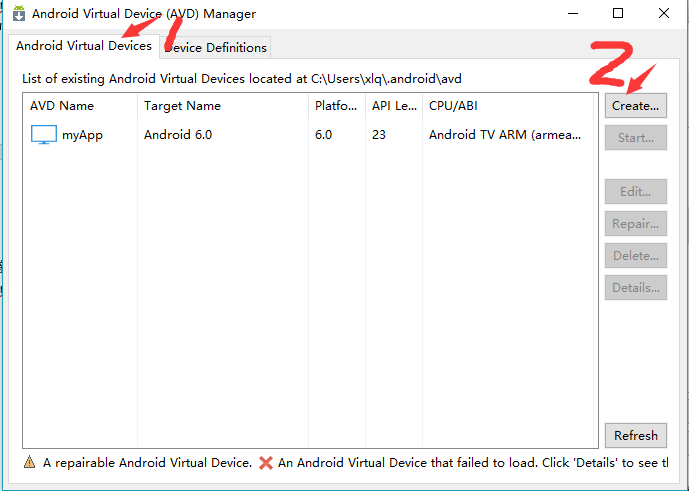 Android Virtual Device (AVD) Manager
1
Android Virtual Devices
Device Definitions
2
List of existing Android Virtual Devices located at C:\Users\xlq\.android\avd
AVD Name Target Name Platfo... API Le... CPU/ABI
Create...
myApp Android 6.0 6.0 23 Android TV ARM (armea...
Start...
Edit...
Repair...
Delete...
Details...
Refresh
A repairable Android Virtual Device. An Android Virtual Device that failed to load. Click 'Details' to see th